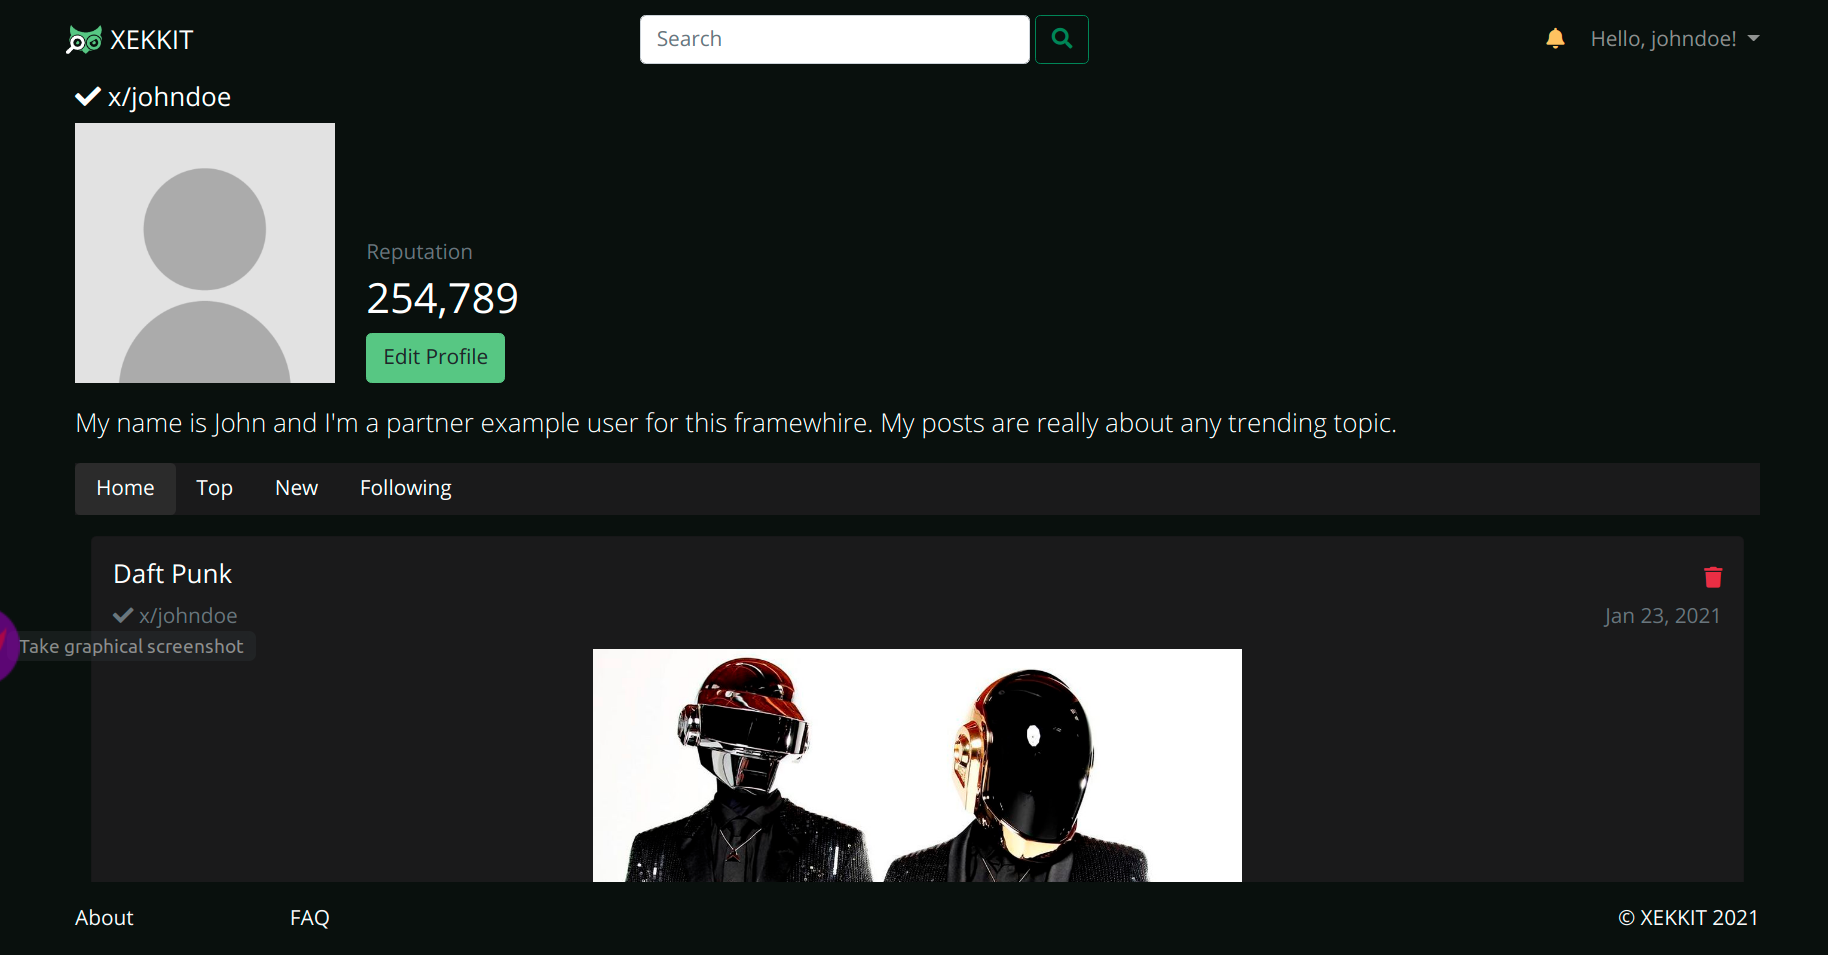 XEKKIT
Search
Hello, johndoe!
x/johndoe
Reputation
254,789
Edit Profile
My name is John and I'm a partner example user for this framewhire. My posts are really about any trending topic.
Home Top New Following
Daft Punk
x/johndoe
Jan 23, 2021
Take graphical screenshot
About FAQ © XEKKIT 2021